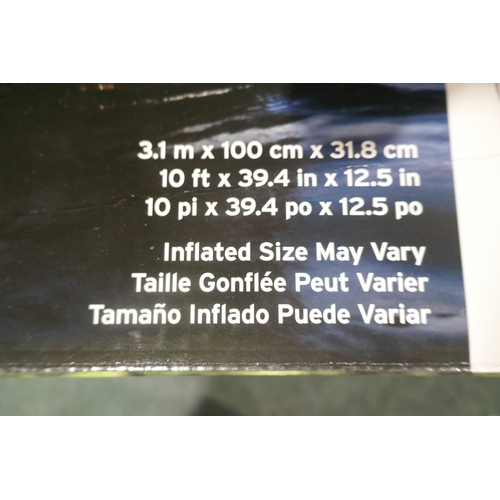 3.1 m x 100 cm x 31.8 cm
10 ft x 39.4 in x 12.5 in
10 pi x 39.4 po x 12.5 po
Inflated Size May Vary
Taille Gonflée Peut Varier
Tamaño Inflado Puede Variar